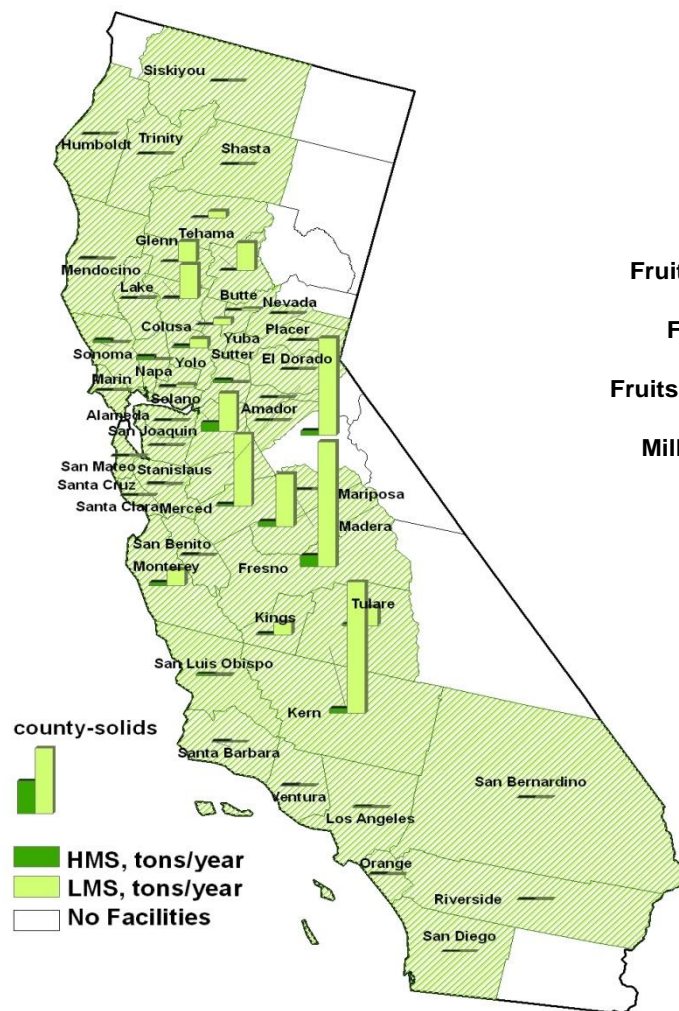 Siskiyou
Humboldt
Trinity
Shasta
Tehama
Glenn
Mendocino
Lake
Butte
Nevada
Colusa
Yuba
Placer
Sonoma
Yolo
Sutter
El Dorado
Napa
Marin
Solano
Amador
Alameda
San Joaquin
San Mateo
Stanislaus
Santa Cruz
Mariposa
Santa Clara
Merced
Madera
San Benito
Monterey
Fresno
Tulare
Kings
San Luis Obispo
Kern
Santa Barbara
San Bernardino
Ventura
Los Angeles
Orange
Riverside
San Diego
county-solids
HMS, tons/year
LMS, tons/year
No Facilities
Fruit
F
Fruits
Mill